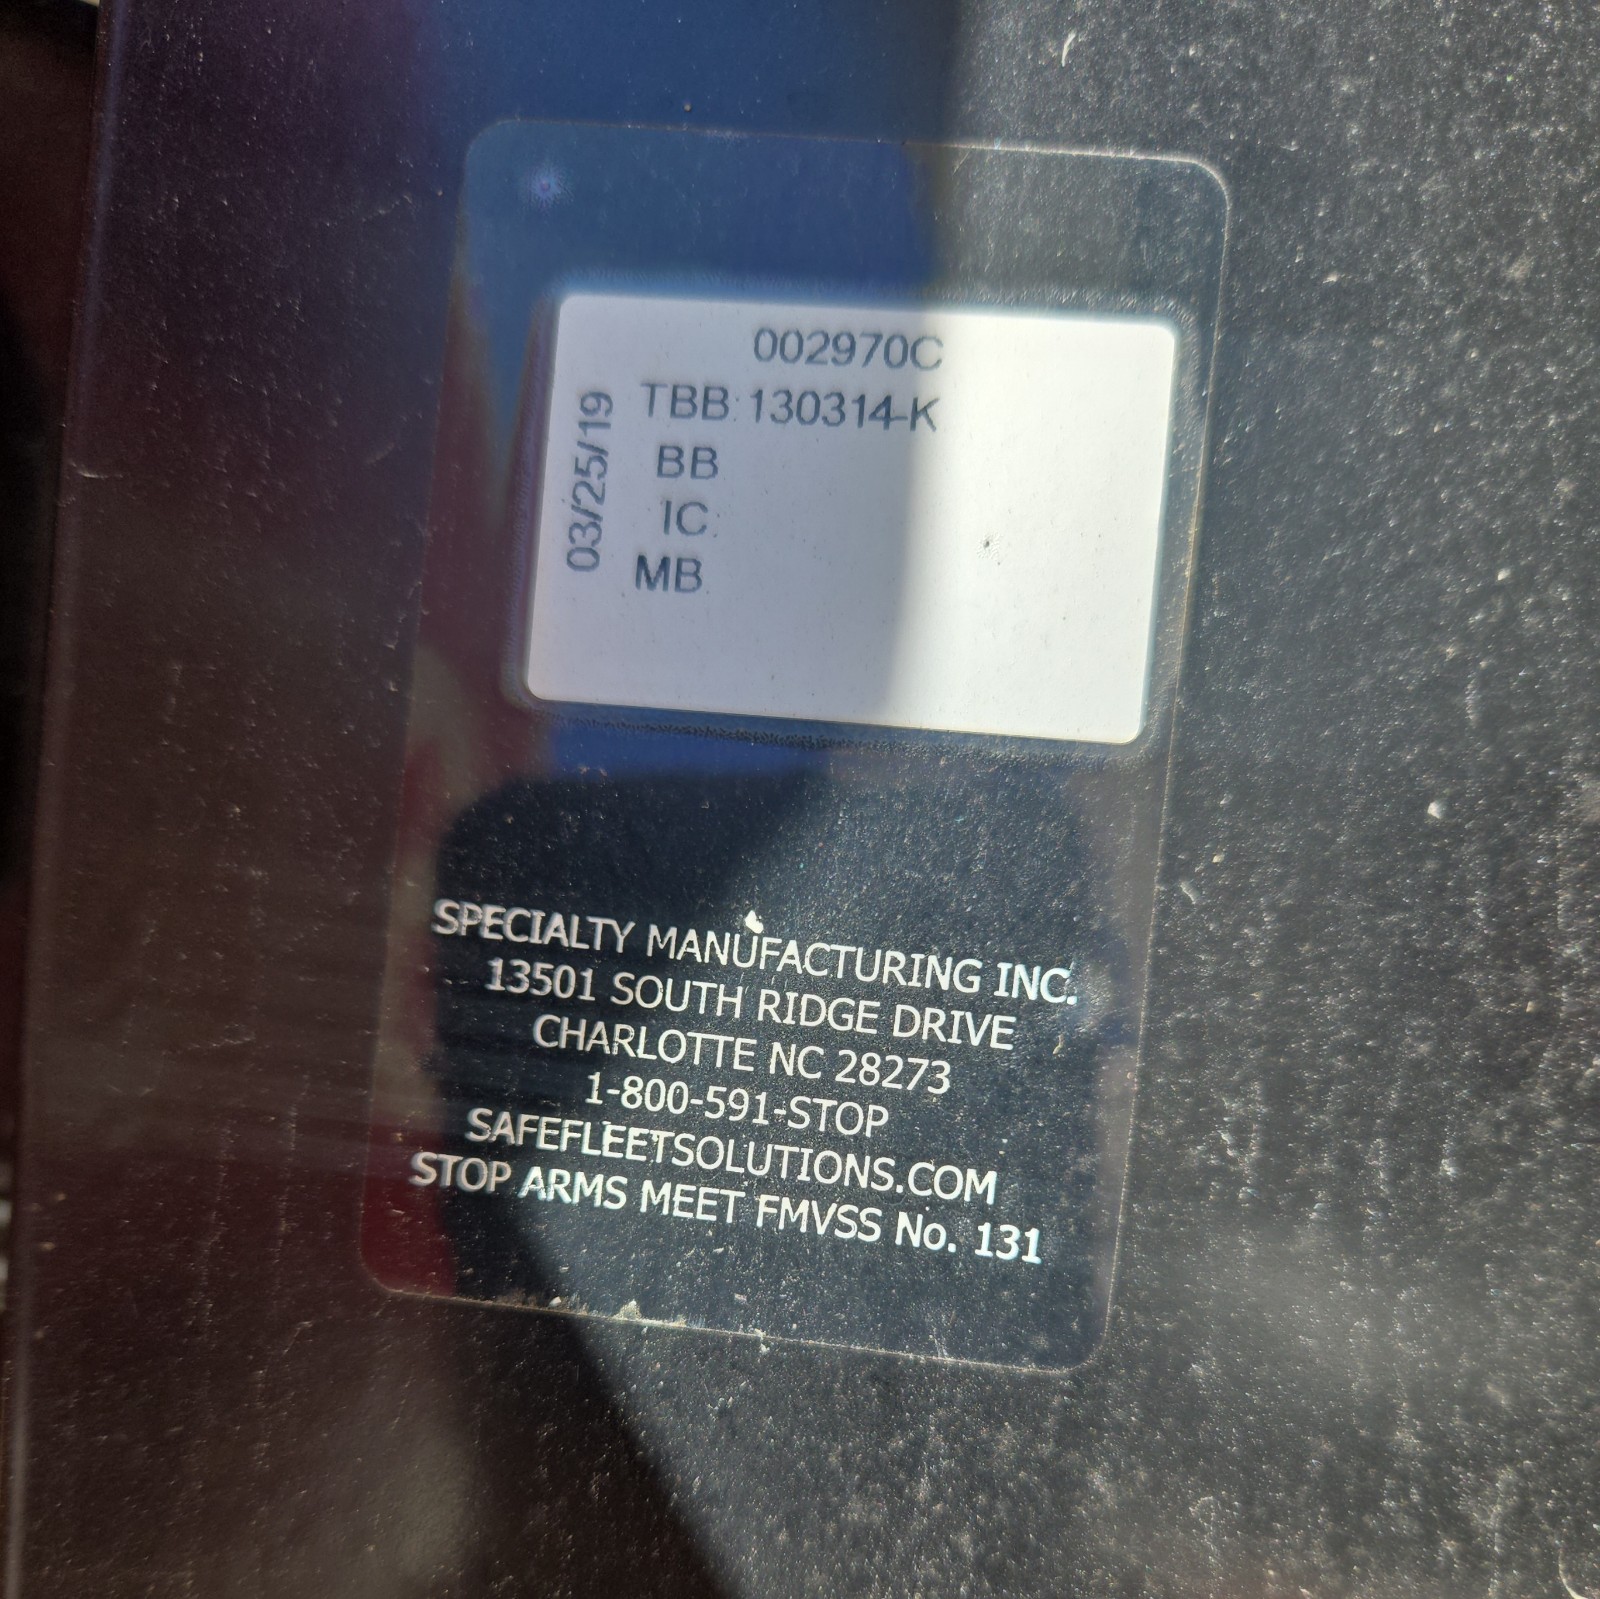 002970C
TBB: 130314-K
BB
IC:
MB
03/25/19
SPECIALTY MANUFACTURING INC.
13501 SOUTH RIDGE DRIVE
CHARLOTTE NC 28273
1-800-591-STOP
SAFEFLEETSOLUTIONS.COM
STOP ARMS MEET FMVSS No. 131